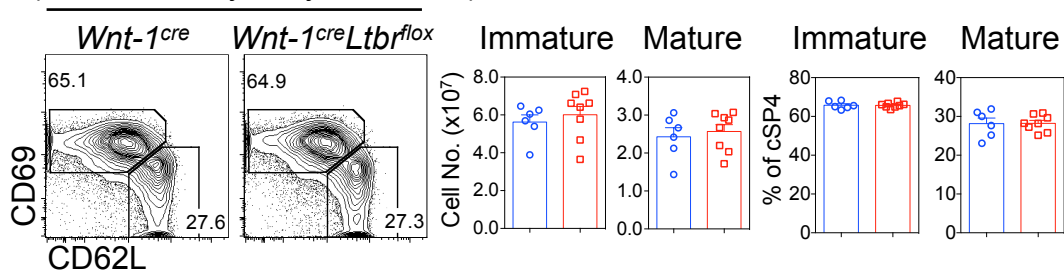 Wnt-1cre Wnt-1creLtbrflox Immature Mature Immature Mature
65.1 64.9
27.6 27.3
CD69
CD62L
Cell No. (x10⁷)
8.0 6.0 4.0 2.0 0.0
4.0 3.0 2.0 1.0 0.0
% of cSP4
80 60 40 20 0
40 30 20 10 0